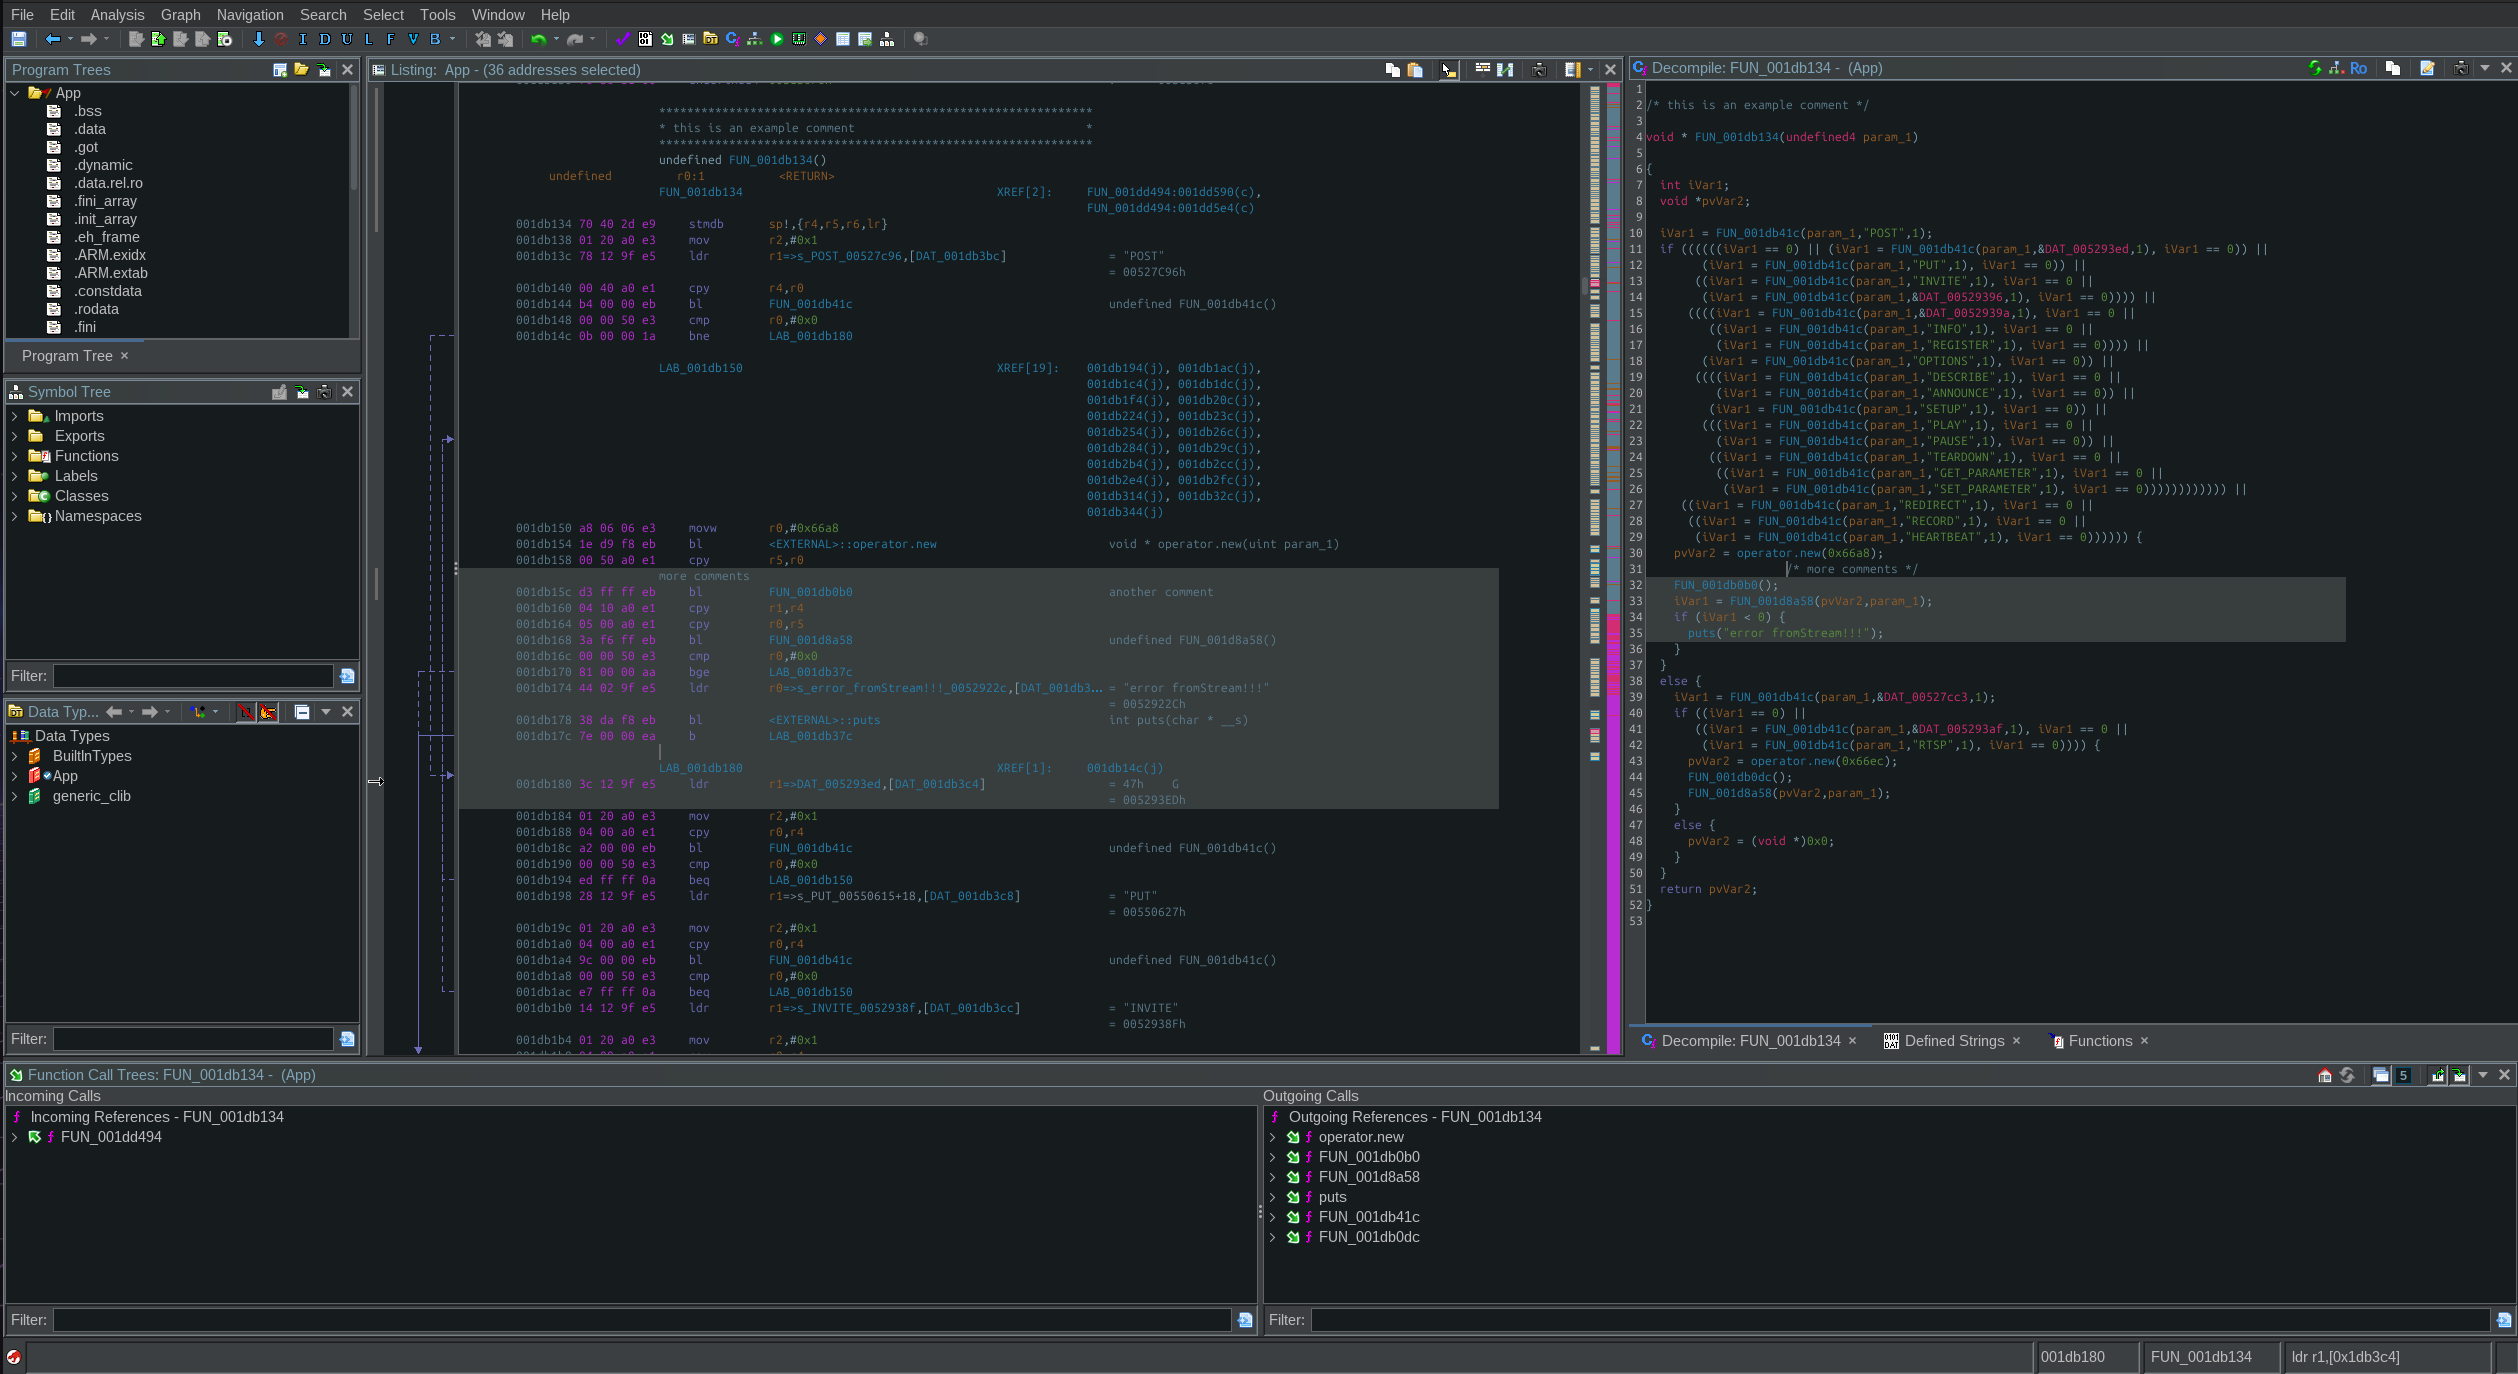 File Edit Analysis Graph Navigation Search Select Tools Window Help
I D U L F V B
Program Trees
App
.bss
.data
.got
.dynamic
.data.rel.ro
.fini_array
.init_array
.eh_frame
.ARM.exidx
.ARM.extab
.constdata
.rodata
.fini
Program Tree ×
Symbol Tree
Imports
Exports
Functions
Labels
Classes
Namespaces
Filter:
Data Typ...
Data Types
BuiltInTypes
App
generic_clib
Filter:
Listing: App - (36 addresses selected)
**************************************************************
* this is an example comment *
**************************************************************
undefined FUN_001db134()
undefined r0:1 <RETURN>
FUN_001db134 XREF[2]: FUN_001dd494:001dd590(c),
FUN_001dd494:001dd5e4(c)
001db134 70 40 2d e9 stmdb sp!,{r4,r5,r6,lr}
001db138 01 20 a0 e3 mov r2,#0x1
001db13c 78 12 9f e5 ldr r1=>s_POST_00527c96,[DAT_001db3bc] = "POST"
= 00527C96h
001db140 00 40 a0 e1 cpy r4,r0
001db144 b4 00 00 eb bl FUN_001db41c undefined FUN_001db41c()
001db148 00 00 50 e3 cmp r0,#0x0
001db14c 0b 00 00 1a bne LAB_001db180
LAB_001db150 XREF[19]: 001db194(j), 001db1ac(j),
001db1c4(j), 001db1dc(j),
001db1f4(j), 001db20c(j),
001db224(j), 001db23c(j),
001db254(j), 001db26c(j),
001db284(j), 001db29c(j),
001db2b4(j), 001db2cc(j),
001db2e4(j), 001db2fc(j),
001db314(j), 001db32c(j),
001db344(j)
001db150 a8 06 06 e3 movw r0,#0x66a8
001db154 1e d9 f8 eb bl <EXTERNAL>::operator.new void * operator.new(uint param_1)
001db158 00 50 a0 e1 cpy r5,r0
more comments
001db15c d3 ff ff eb bl FUN_001db0b0 another comment
001db160 04 10 a0 e1 cpy r1,r4
001db164 05 00 a0 e1 cpy r0,r5
001db168 3a f6 ff eb bl FUN_001d8a58 undefined FUN_001d8a58()
001db16c 00 00 50 e3 cmp r0,#0x0
001db170 81 00 00 aa bge LAB_001db37c
001db174 44 02 9f e5 ldr r0=>s_error_fromStream!!!_0052922c,[DAT_001db3... = "error fromStream!!!"
= 0052922Ch
001db178 38 da f8 eb bl <EXTERNAL>::puts int puts(char * __s)
001db17c 7e 00 00 ea b LAB_001db37c
LAB_001db180 XREF[1]: 001db14c(j)
001db180 3c 12 9f e5 ldr r1=>DAT_005293ed,[DAT_001db3c4] = 47h G
= 005293EDh
001db184 01 20 a0 e3 mov r2,#0x1
001db188 04 00 a0 e1 cpy r0,r4
001db18c a2 00 00 eb bl FUN_001db41c undefined FUN_001db41c()
001db190 00 00 50 e3 cmp r0,#0x0
001db194 ed ff ff 0a beq LAB_001db150
001db198 28 12 9f e5 ldr r1=>s_PUT_00550615+18,[DAT_001db3c8] = "PUT"
= 00550627h
001db19c 01 20 a0 e3 mov r2,#0x1
001db1a0 04 00 a0 e1 cpy r0,r4
001db1a4 9c 00 00 eb bl FUN_001db41c undefined FUN_001db41c()
001db1a8 00 00 50 e3 cmp r0,#0x0
001db1ac e7 ff ff 0a beq LAB_001db150
001db1b0 14 12 9f e5 ldr r1=>s_INVITE_0052938f,[DAT_001db3cc] = "INVITE"
= 0052938Fh
001db1b4 01 20 a0 e3 mov r2,#0x1
Decompile: FUN_001db134 - (App)
Ro
1
2 /* this is an example comment */
3
4 void * FUN_001db134(undefined4 param_1)
5
6 {
7 int iVar1;
8 void *pvVar2;
9
10 iVar1 = FUN_001db41c(param_1,"POST",1);
11 if ((((((iVar1 == 0) || (iVar1 = FUN_001db41c(param_1,&DAT_005293ed,1), iVar1 == 0)) ||
12 (iVar1 = FUN_001db41c(param_1,"PUT",1), iVar1 == 0)) ||
13 ((iVar1 = FUN_001db41c(param_1,"INVITE",1), iVar1 == 0 ||
14 (iVar1 = FUN_001db41c(param_1,&DAT_00529396,1), iVar1 == 0)))) ||
15 ((((iVar1 = FUN_001db41c(param_1,&DAT_0052939a,1), iVar1 == 0 ||
16 ((iVar1 = FUN_001db41c(param_1,"INFO",1), iVar1 == 0 ||
17 (iVar1 = FUN_001db41c(param_1,"REGISTER",1), iVar1 == 0)))) ||
18 (iVar1 = FUN_001db41c(param_1,"OPTIONS",1), iVar1 == 0)) ||
19 ((((iVar1 = FUN_001db41c(param_1,"DESCRIBE",1), iVar1 == 0 ||
20 (iVar1 = FUN_001db41c(param_1,"ANNOUNCE",1), iVar1 == 0)) ||
21 (iVar1 = FUN_001db41c(param_1,"SETUP",1), iVar1 == 0)) ||
22 (((iVar1 = FUN_001db41c(param_1,"PLAY",1), iVar1 == 0 ||
23 (iVar1 = FUN_001db41c(param_1,"PAUSE",1), iVar1 == 0)) ||
24 ((iVar1 = FUN_001db41c(param_1,"TEARDOWN",1), iVar1 == 0 ||
25 ((iVar1 = FUN_001db41c(param_1,"GET_PARAMETER",1), iVar1 == 0 ||
26 (iVar1 = FUN_001db41c(param_1,"SET_PARAMETER",1), iVar1 == 0)))))))))))) ||
27 ((iVar1 = FUN_001db41c(param_1,"REDIRECT",1), iVar1 == 0 ||
28 ((iVar1 = FUN_001db41c(param_1,"RECORD",1), iVar1 == 0 ||
29 ((iVar1 = FUN_001db41c(param_1,"HEARTBEAT",1), iVar1 == 0)))))) {
30 pvVar2 = operator.new(0x66a8);
31 /* more comments */
32 FUN_001db0b0();
33 iVar1 = FUN_001d8a58(pvVar2,param_1);
34 if (iVar1 < 0) {
35 puts("error fromStream!!!");
36 }
37 }
38 else {
39 iVar1 = FUN_001db41c(param_1,&DAT_00527cc3,1);
40 if ((iVar1 == 0) ||
41 ((iVar1 = FUN_001db41c(param_1,&DAT_005293af,1), iVar1 == 0 ||
42 (iVar1 = FUN_001db41c(param_1,"RTSP",1), iVar1 == 0)))) {
43 pvVar2 = operator.new(0x66ec);
44 FUN_001db0dc();
45 FUN_001d8a58(pvVar2,param_1);
46 }
47 else {
48 pvVar2 = (void *)0x0;
49 }
50 }
51 return pvVar2;
52 }
53
Decompile: FUN_001db134 × Defined Strings × Functions ×
Function Call Trees: FUN_001db134 - (App)
5
Incoming Calls
Incoming References - FUN_001db134
FUN_001dd494
Filter:
Outgoing Calls
Outgoing References - FUN_001db134
operator.new
FUN_001db0b0
FUN_001d8a58
puts
FUN_001db41c
FUN_001db0dc
Filter:
001db180 FUN_001db134 ldr r1,[0x1db3c4]